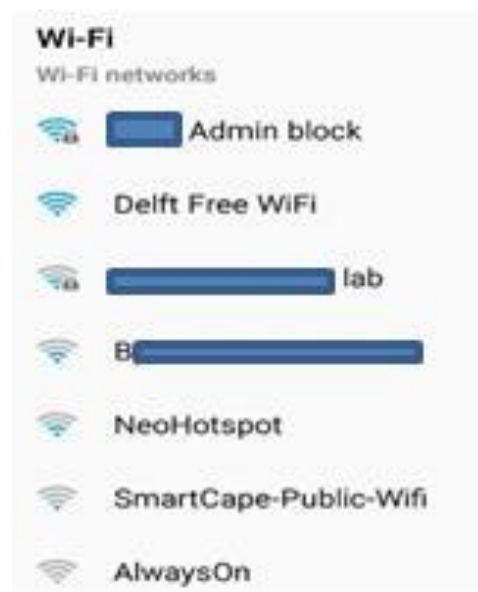 Wi-Fi
Wi-Fi networks
Admin block
Delft Free WiFi
lab
B
NeoHotspot
SmartCape-Public-Wifi
AlwaysOn